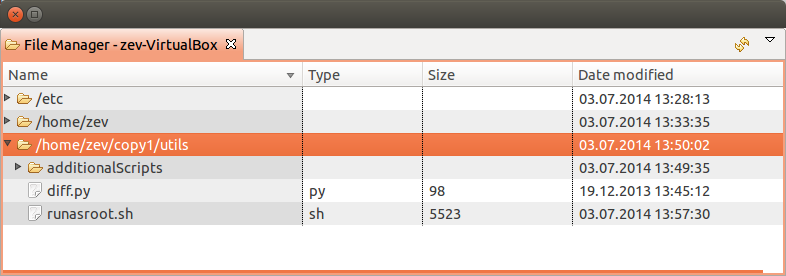 File Manager - zev-VirtualBox
Name Type Size Date modified
/etc 03.07.2014 13:28:13
/home/zev 03.07.2014 13:33:35
/home/zev/copy1/utils 03.07.2014 13:50:02
additionalScripts 03.07.2014 13:49:35
diff.py py 98 19.12.2013 13:45:12
runasroot.sh sh 5523 03.07.2014 13:57:30